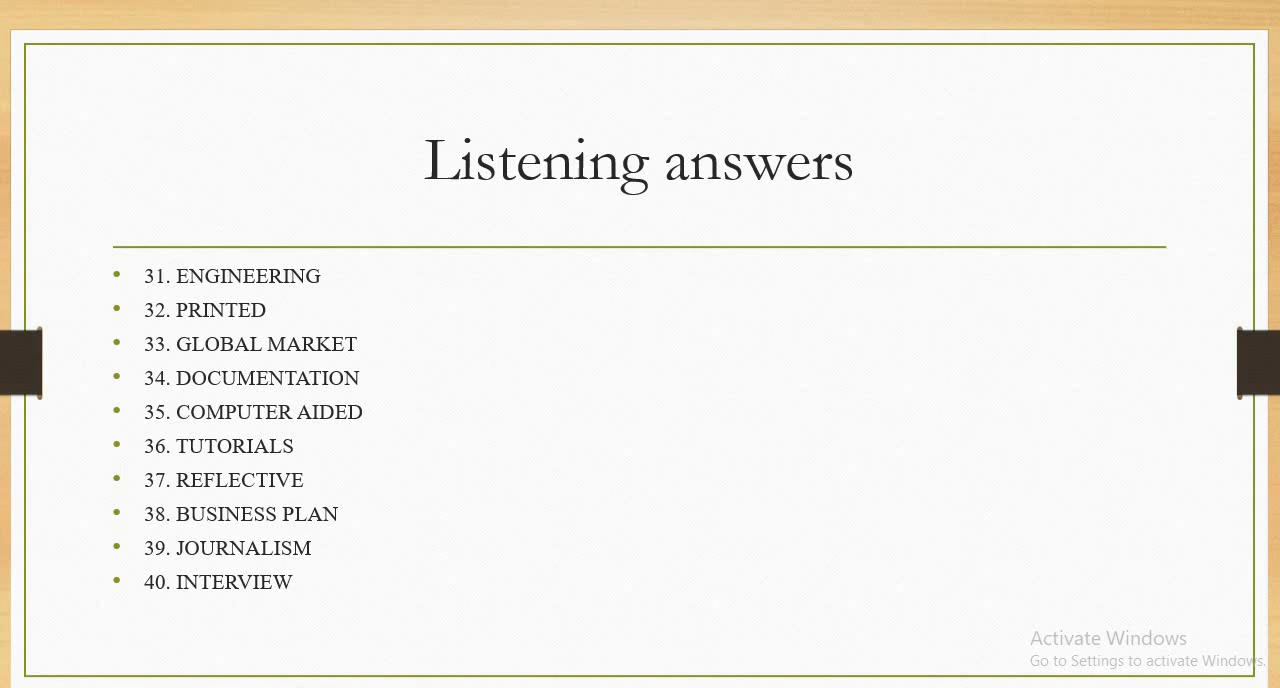 Listening answers
• 31. ENGINEERING
• 32. PRINTED
• 33. GLOBAL MARKET
• 34. DOCUMENTATION
• 35. COMPUTER AIDED
• 36. TUTORIALS
• 37. REFLECTIVE
• 38. BUSINESS PLAN
• 39. JOURNALISM
• 40. INTERVIEW
Activate Windows
Go to Settings to activate Windows.